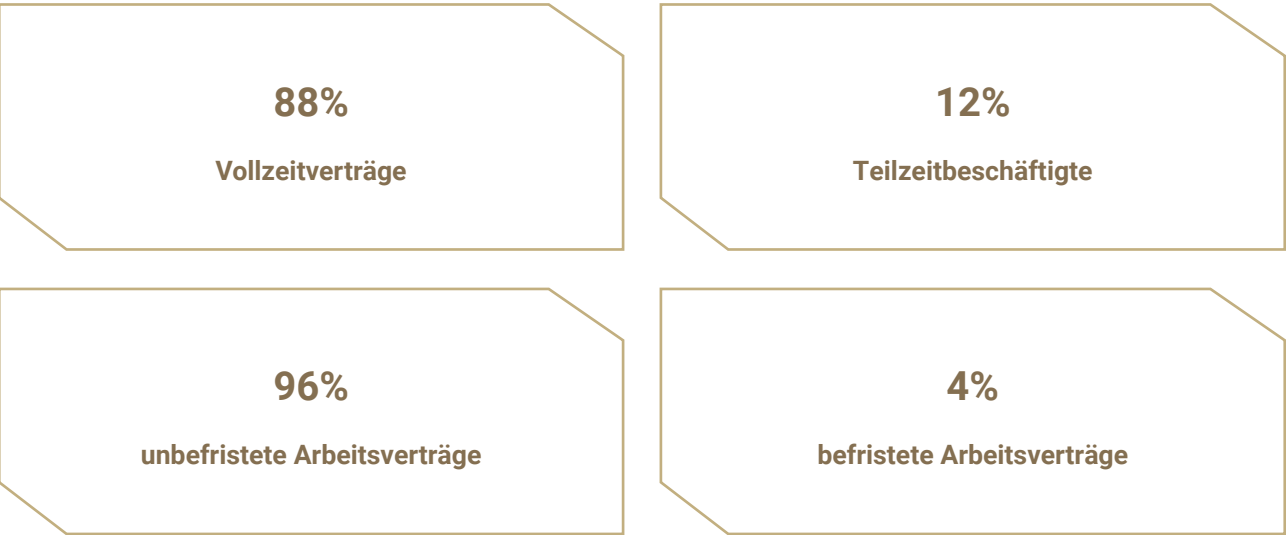 88%
Vollzeitverträge
12%
Teilzeitbeschäftigte
96%
unbefristete Arbeitsverträge
4%
befristete Arbeitsverträge